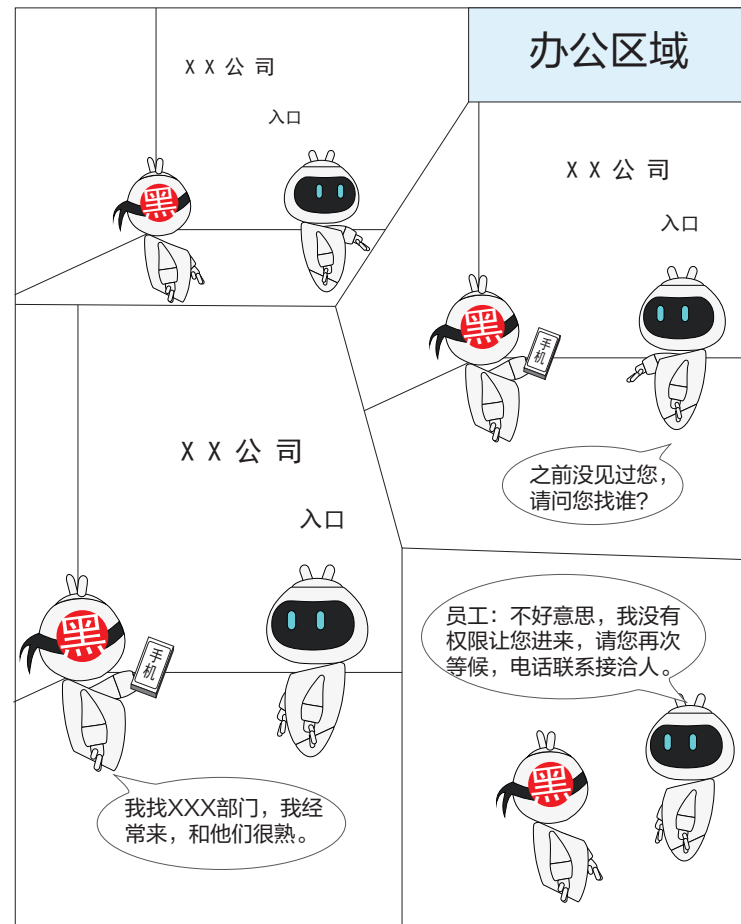 办公区域
X X 公 司
入口
黑
X X 公 司
入口
黑
手机
之前没见过您，
请问您找谁？
X X 公 司
入口
黑
手机
我找XXX部门，我经
常来，和他们很熟。
员工：不好意思，我没有
权限让您进来，请您再次
等候，电话联系接洽人。
黑